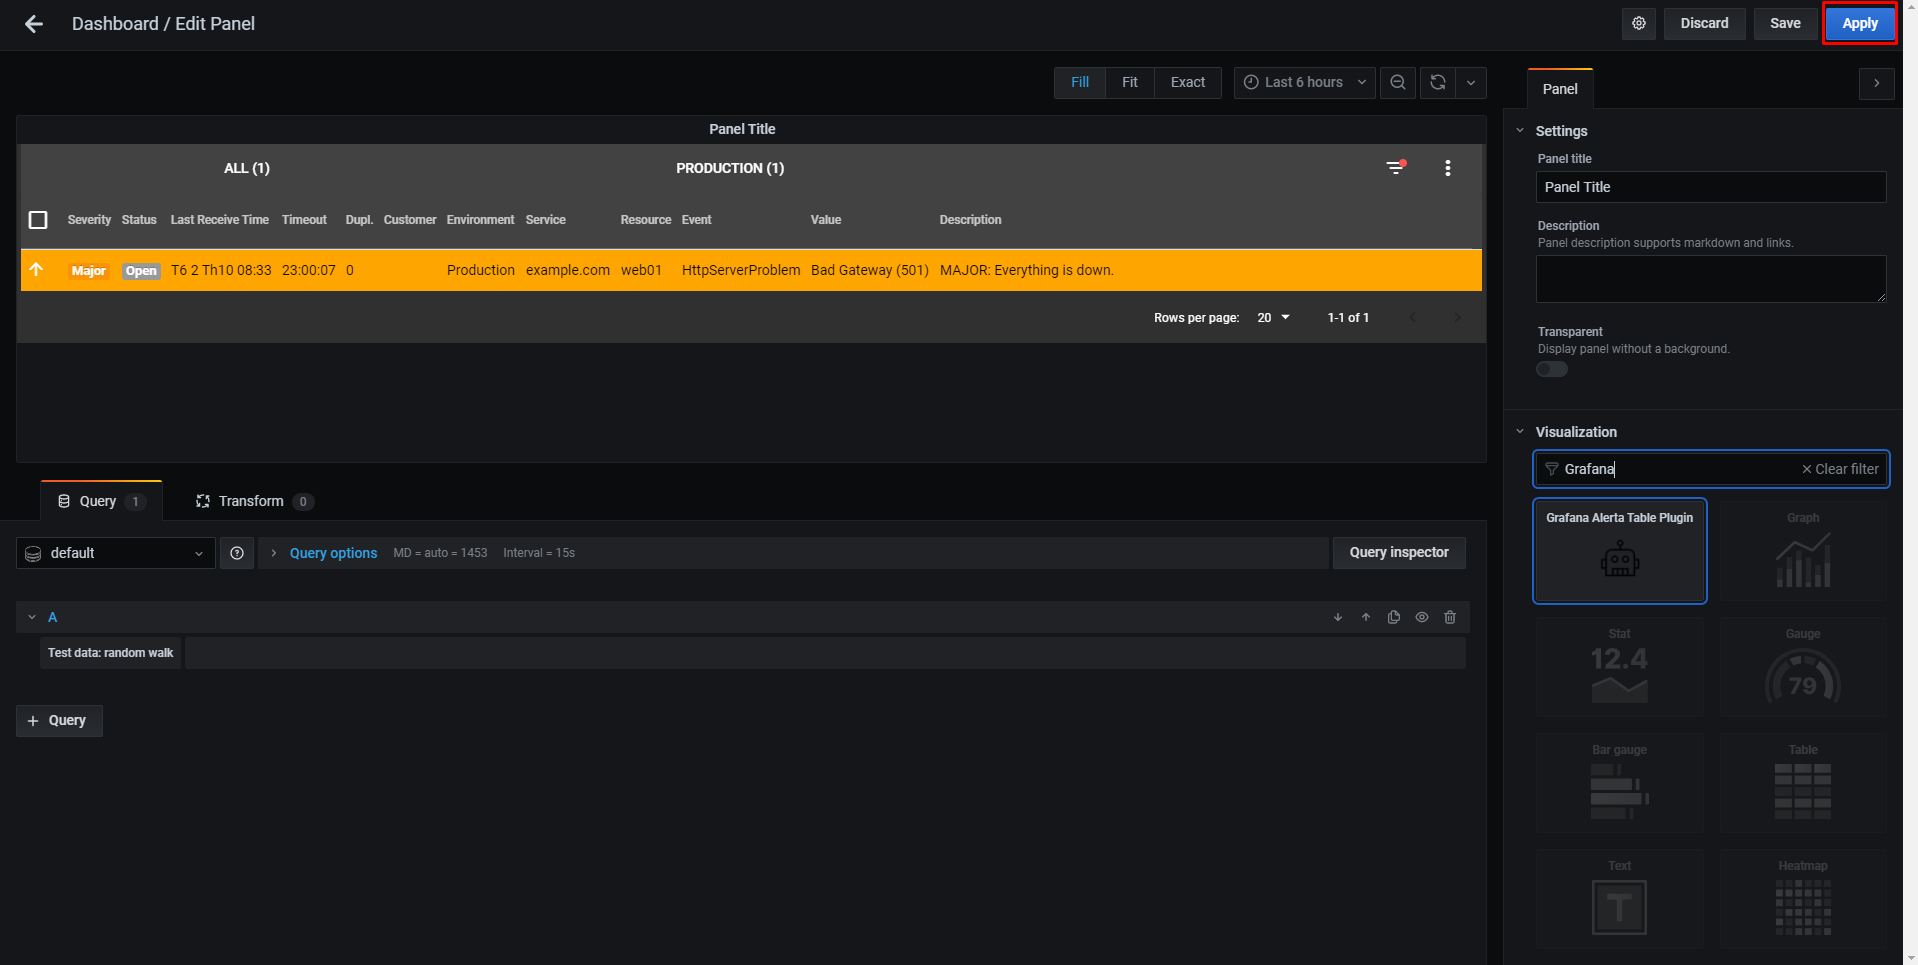 Dashboard / Edit Panel
Discard
Save
Apply
Fill
Fit
Exact
Last 6 hours
Panel Title
ALL (1)
PRODUCTION (1)
Severity Status Last Receive Time Timeout Dupl. Customer Environment Service Resource Event Value Description
Major Open T6 2 Th10 08:33 23:00:07 0 Production example.com web01 HttpServerProblem Bad Gateway (501) MAJOR: Everything is down.
Rows per page: 20 1-1 of 1
Query 1
Transform 0
default
Query options MD = auto = 1453 Interval = 15s
Query inspector
A
Test data: random walk
+ Query
Panel
Settings
Panel title
Panel Title
Description
Panel description supports markdown and links.
Transparent
Display panel without a background.
Visualization
Grafana
Clear filter
Grafana Alerta Table Plugin
Graph
Stat
12.4
Gauge
79
Bar gauge
Table
Text
T
Heatmap